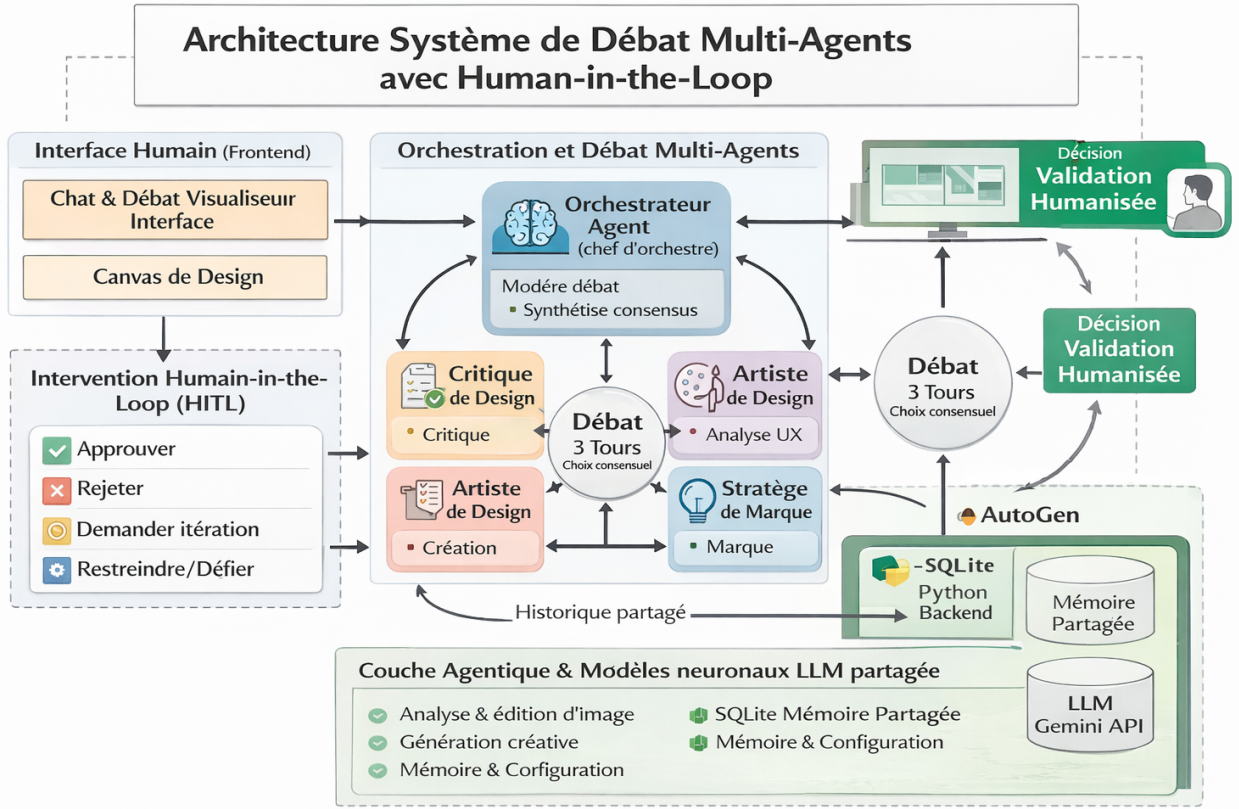 Architecture Système de Débat Multi-Agents
avec Human-in-the-Loop
Interface Humain (Frontend)
Chat & Débat Visualiseur
Interface
Canvas de Design
Intervention Humain-in-the-
Loop (HITL)
Approuver
Rejeter
Demander itération
Restreindre/Défier
Orchestration et Débat Multi-Agents
Orchestrateur
Agent
(chef d'orchestre)
Modére débat
Synthétise consensus
Critique
de Design
Critique
Artiste
de Design
Analyse UX
Débat
3 Tours
Choix consensuel
Artiste
de Design
Création
Stratège
de Marque
Marque
Décision
Validation
Humanisée
Débat
3 Tours
Choix consensuel
Décision
Validation
Humanisée
AutoGen
-SQLite
Python
Backend
Mémoire
Partagée
LLM
Gemini API
Historique partagé
Couche Agentique & Modèles neuronaux LLM partagée
Analyse & édition d'image
Génération créative
Mémoire & Corfiguration
SQLite Mémoire Partagée
Mémoire & Configuration